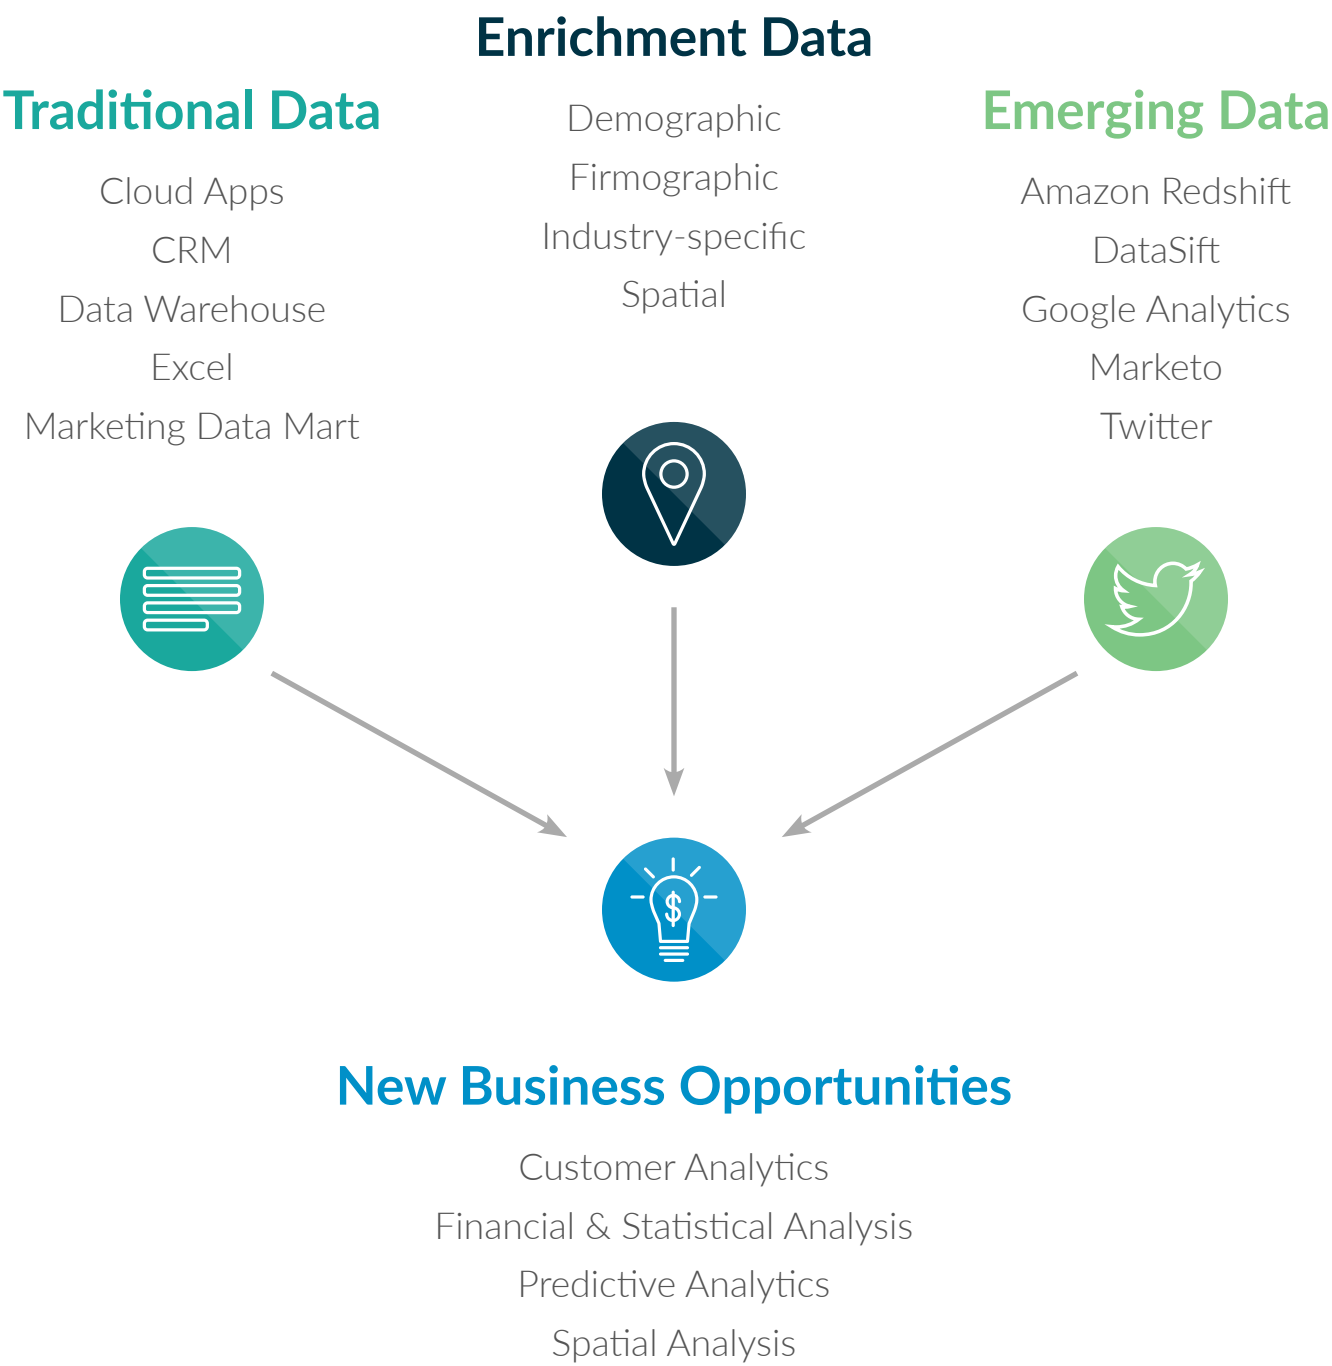 Enrichment Data
Demographic
Firmographic
Industry-specific
Spatial
Traditional Data
Cloud Apps
CRM
Data Warehouse
Excel
Marketing Data Mart
Emerging Data
Amazon Redshift
DataSift
Google Analytics
Marketo
Twitter
$
New Business Opportunities
Customer Analytics
Financial & Statistical Analysis
Predictive Analytics
Spatial Analysis